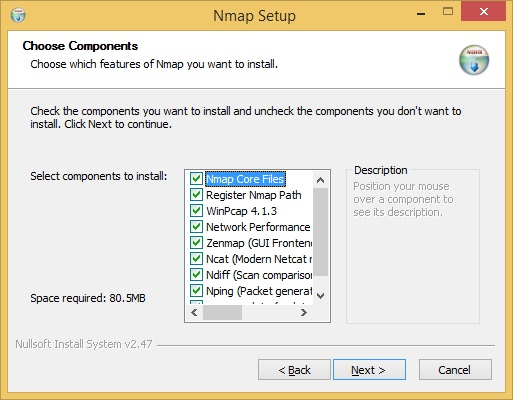 Nmap Setup
Choose Components
Choose which features of Nmap you want to install.
Check the components you want to install and uncheck the components you don't want to
install. Click Next to continue.
Select components to install:
Nmap Core Files
Register Nmap Path
WinPcap 4.1.3
Network Performance
Zenmap (GUI Frontend
Ncat (Modern Netcat r
Ndiff (Scan comparison
Nping (Packet generat
Description
Position your mouse
over a component to
see its description.
Space required: 80.5MB
Nullsoft Install System v2.47
< Back
Next >
Cancel